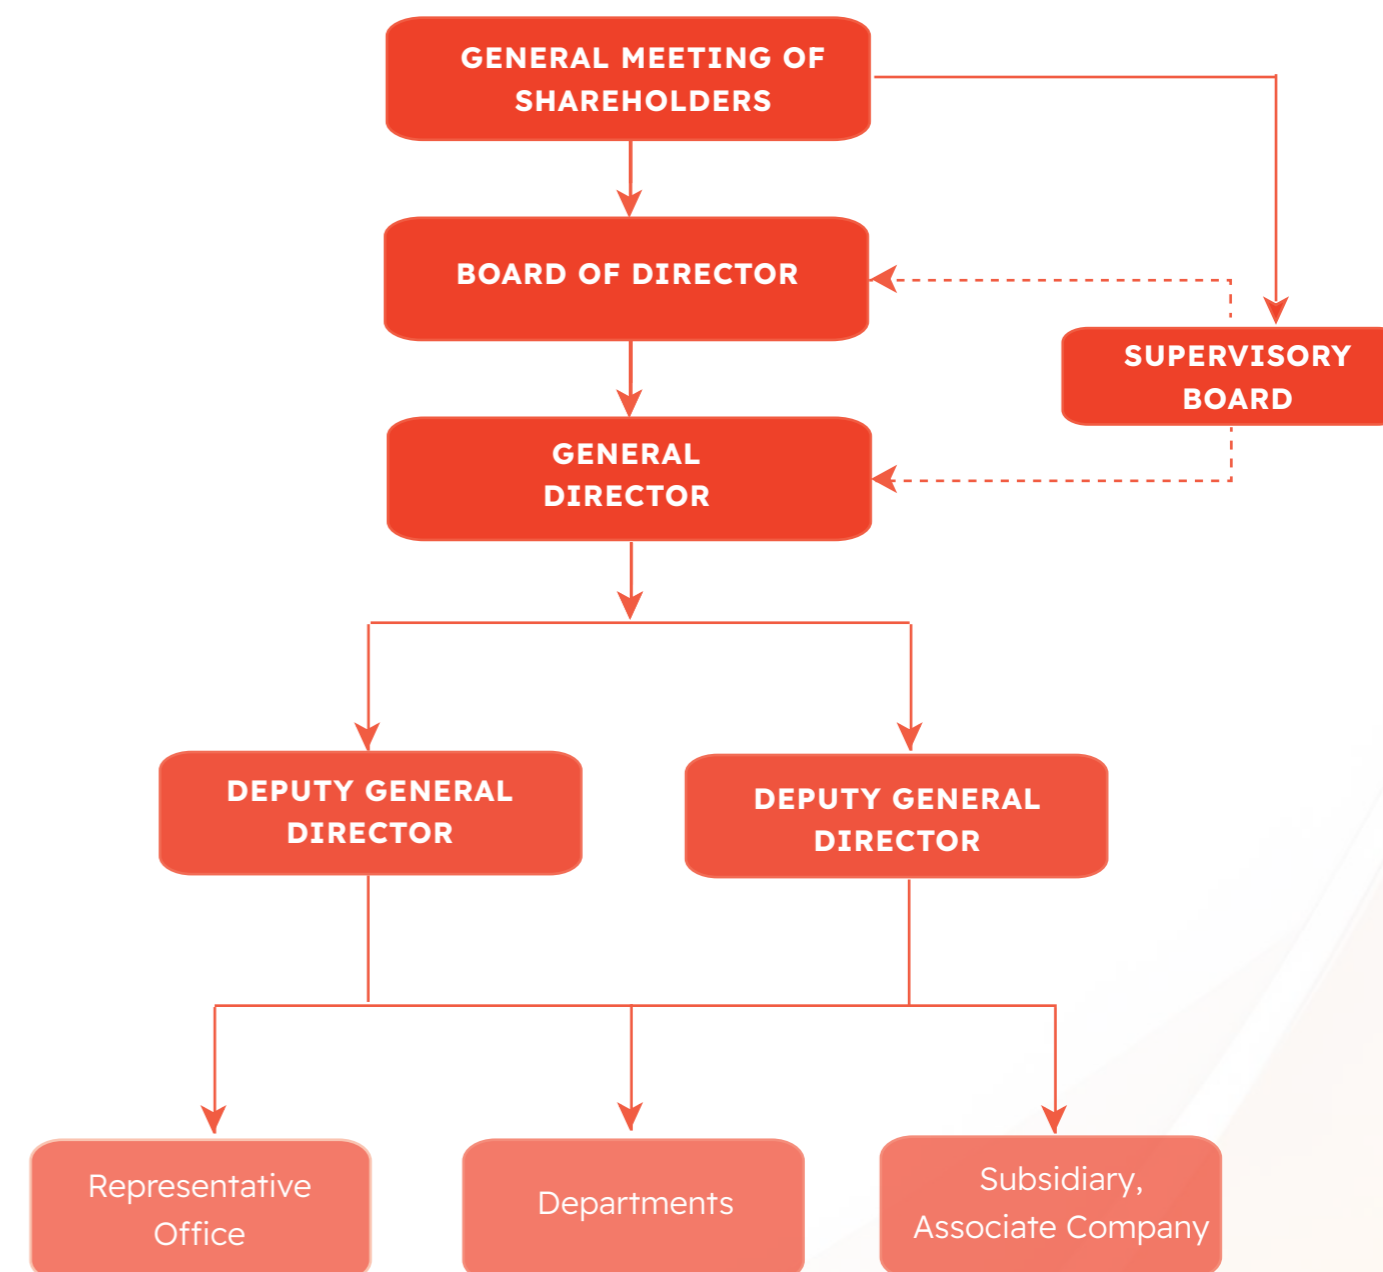 GENERAL MEETING OF
SHAREHOLDERS
BOARD OF DIRECTOR
SUPERVISORY
BOARD
GENERAL
DIRECTOR
DEPUTY GENERAL
DIRECTOR
DEPUTY GENERAL
DIRECTOR
Representative
Office
Departments
Subsidiary,
Associate Company